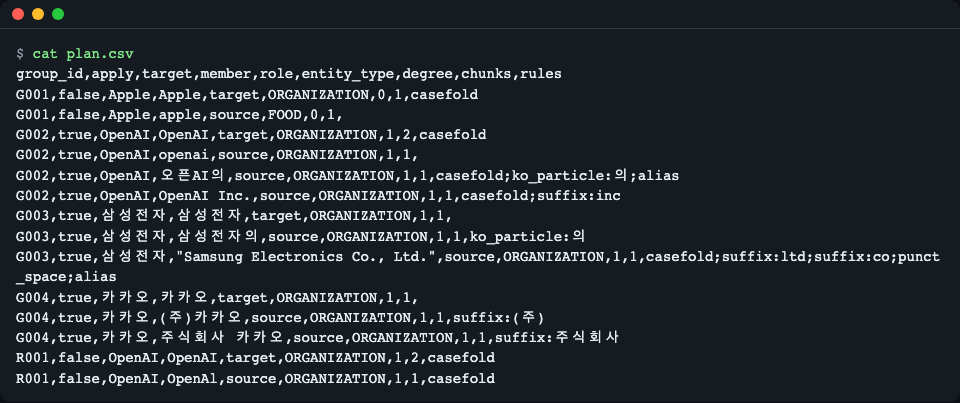 $ cat plan.csv
group_id,apply,target,member,role,entity_type,degree,chunks,rules
G001,false,Apple,Apple,target,ORGANIZATION,0,1,casefold
G001,false,Apple,apple,source,FOOD,0,1,
G002,true,OpenAI,OpenAI,target,ORGANIZATION,1,2,casefold
G002,true,OpenAI,openai,source,ORGANIZATION,1,1,
G002,true,OpenAI,오픈AI의,source,ORGANIZATION,1,1,casefold;ko_particle:의;alias
G002,true,OpenAI,OpenAI Inc.,source,ORGANIZATION,1,1,casefold;suffix:inc
G003,true,삼성전자,삼성전자,target,ORGANIZATION,1,1,
G003,true,삼성전자,삼성전자의,source,ORGANIZATION,1,1,ko_particle:의
G003,true,삼성전자,"Samsung Electronics Co., Ltd.",source,ORGANIZATION,1,1,casefold;suffix:ltd;suffix:co;punct
_space;alias
G004,true,카카오,카카오,target,ORGANIZATION,1,1,
G004,true,카카오,(주)카카오,source,ORGANIZATION,1,1,suffix:(주)
G004,true,카카오,주식회사 카카오,source,ORGANIZATION,1,1,suffix:주식회사
R001,false,OpenAI,OpenAI,target,ORGANIZATION,1,2,casefold
R001,false,OpenAI,OpenAl,source,ORGANIZATION,1,1,casefold